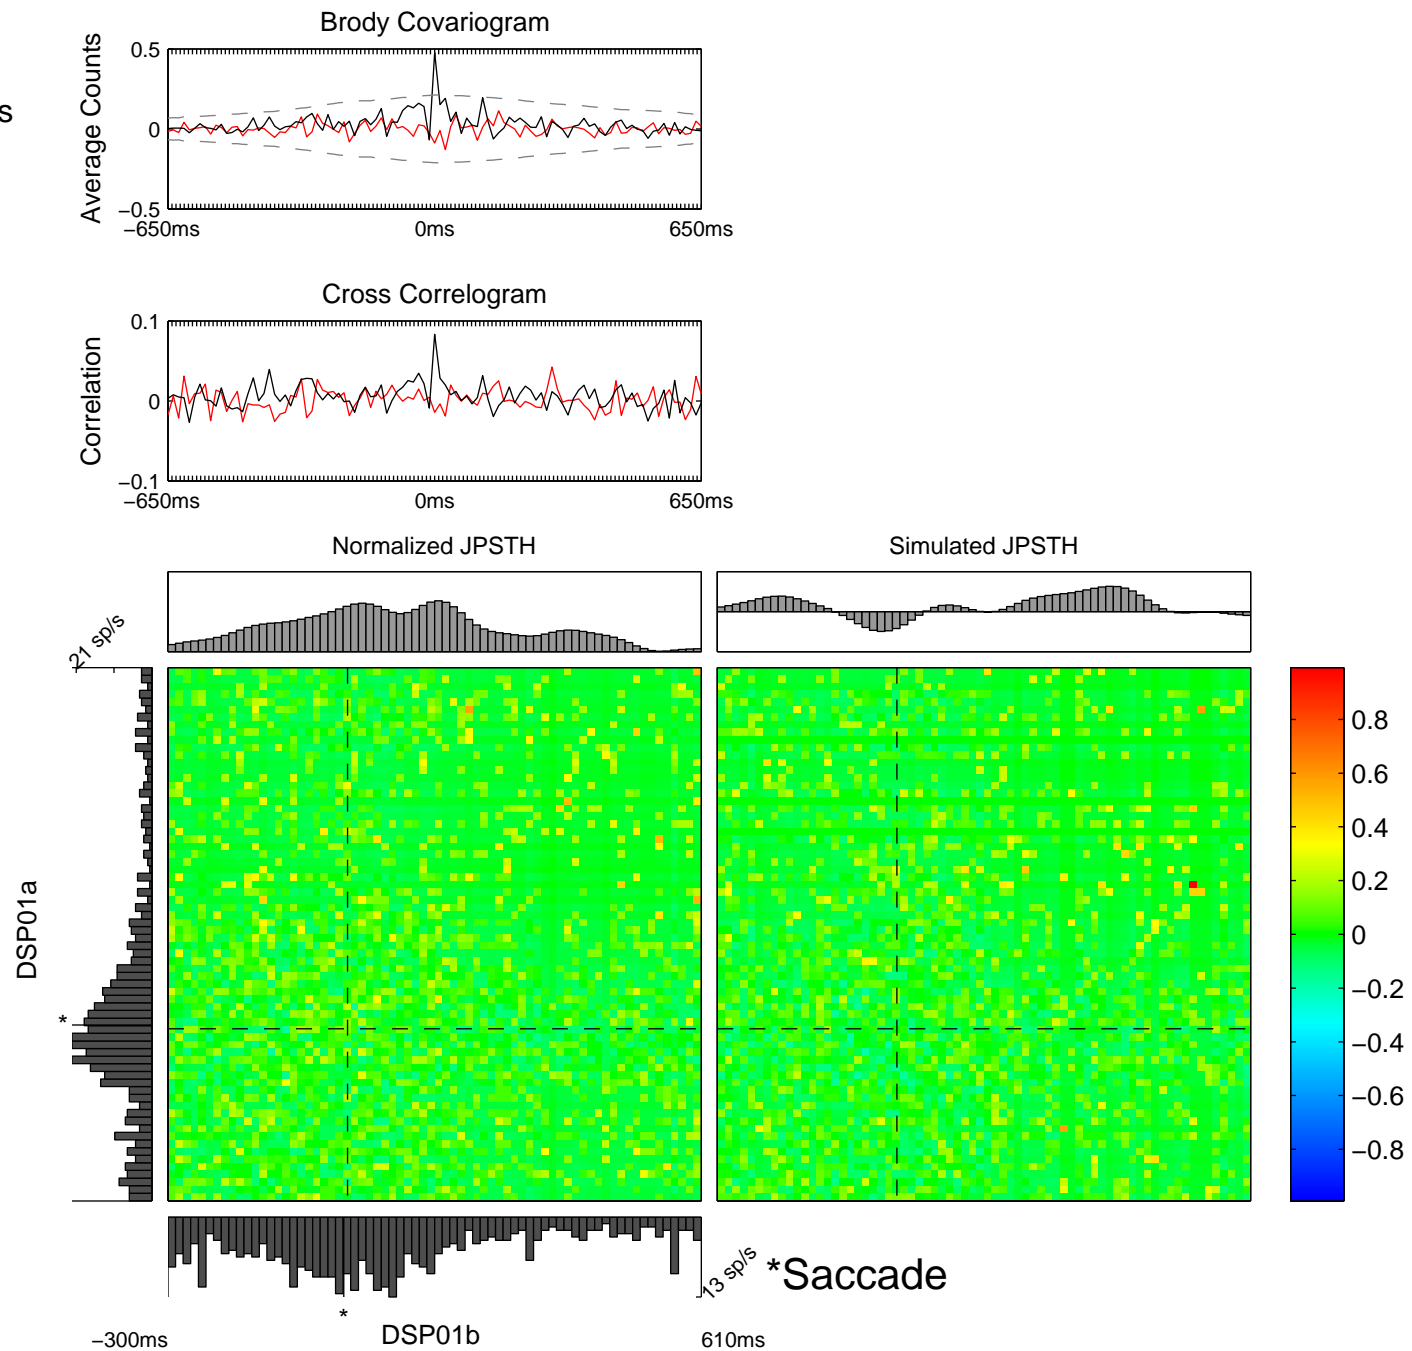 Brody Covariogram
s
Average Counts
0.5
0
−0.5
−650ms
0ms
650ms
Cross Correlogram
Correlation
0.1
0
−0.1
−650ms
0ms
650ms
Normalized JPSTH
Simulated JPSTH
21 sp/s
DSP01a
*
0.8
0.6
0.4
0.2
0
−0.2
−0.4
−0.6
−0.8
13 sp/s
*Saccade
*
−300ms
DSP01b
610ms